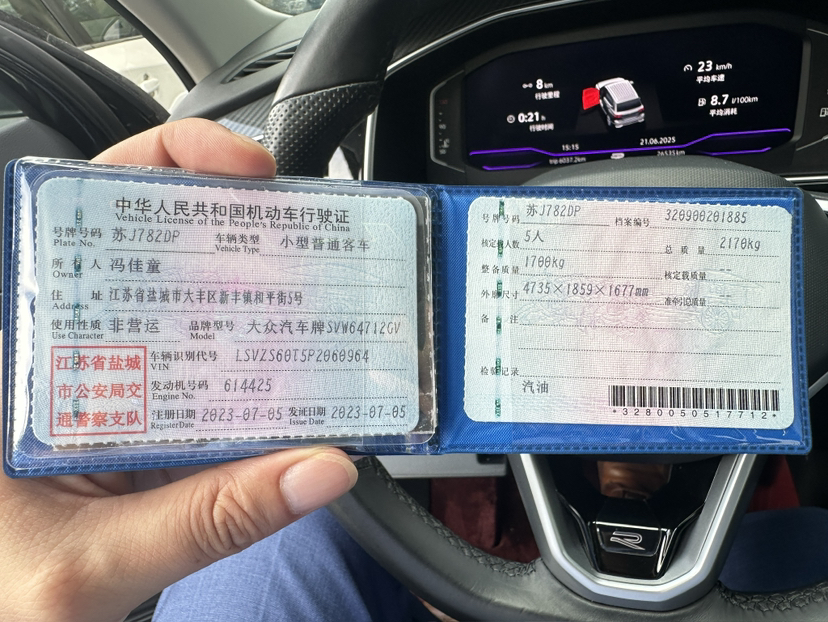 8 km
行驶里程
0:21 h
行驶时间
23 km/h
平均车速
8.7 l/100km
平均消耗
15:15
21.06.2025
trip 6037.2km
26535km
中华人民共和国机动车行驶证
Vehicle License of the People's Republic of China
号牌号码 苏J782DP 车辆类型 小型普通客车
Plate No. Vehicle Type
所有人 冯佳童
Owner
住址 江苏省盐城市大丰区新丰镇和平街5号
Address
使用性质 非营运 品牌型号 大众汽车牌SVW64712GV
Use Character Model
江苏省盐城
市公安局交
通警察支队
车辆识别代号 LSVZS60T5P2060964
VIN
发动机号码 614425
Engine No.
注册日期 2023-07-05 发证日期 2023-07-05
Register Date Issue Date
号牌号码 苏J782DP 档案编号 320900201885
核定载人数 5人 总质量 2170kg
整备质量 1700kg 核定载质量 --
外廓尺寸 4735×1859×1677mm 准牵引总质量 --
备注
检验记录
汽油
*3280050517712*